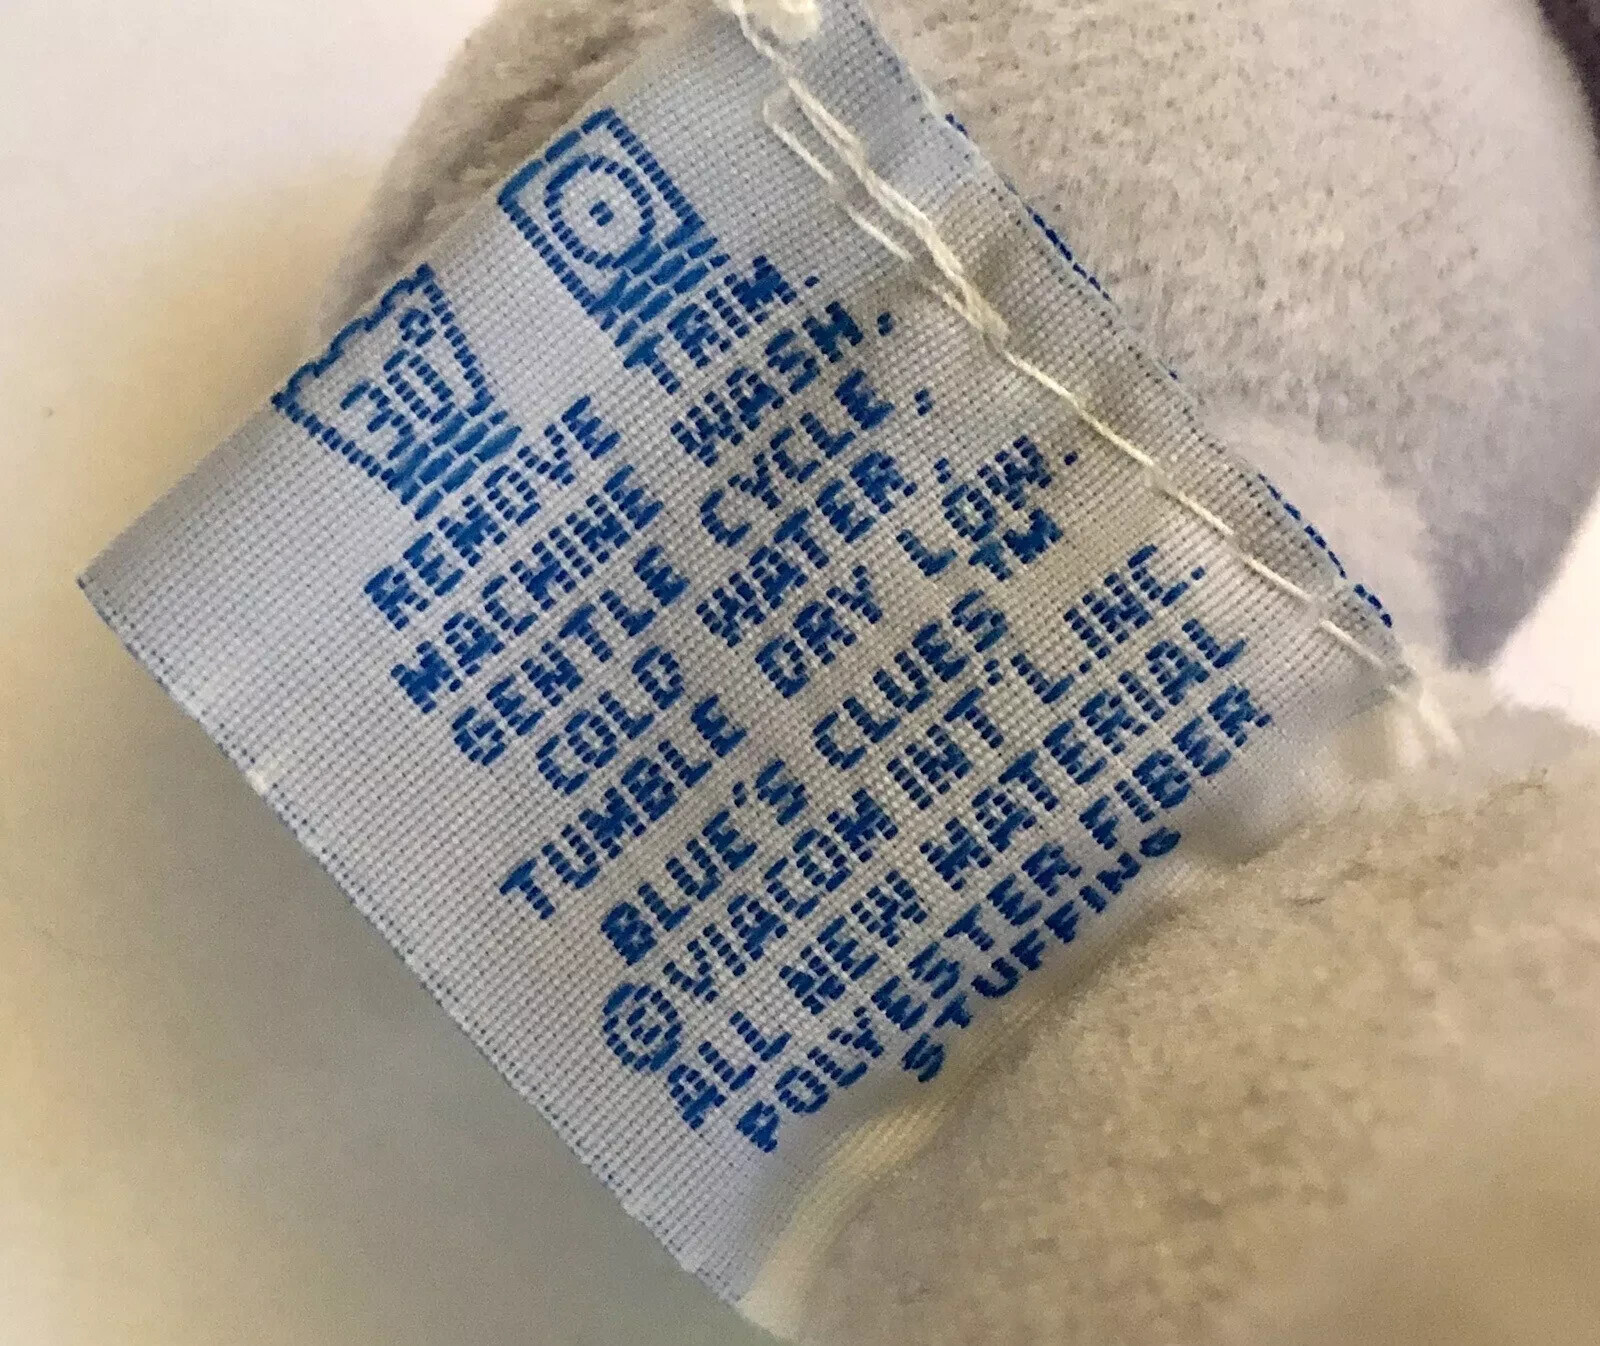 REMOVE TRIM.
MACHINE WASH.
GENTLE CYCLE.
COLD WATER.
TUMBLE DRY LOW.
BLUE'S CLUES TM
©VIACOM INT'L.INC.
ALL NEW MATERIAL
POLYESTER FIBER
STUFFING